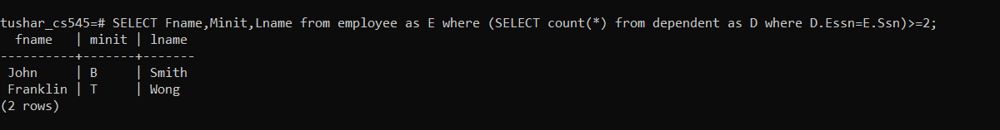 tushar_cs545=# SELECT Fname,Minit,Lname from employee as E where (SELECT count(*) from dependent as D where D.Essn=E.Ssn)>=2;
  fname   | minit | lname
----------+-------+-------
 John     | B     | Smith
 Franklin | T     | Wong
(2 rows)